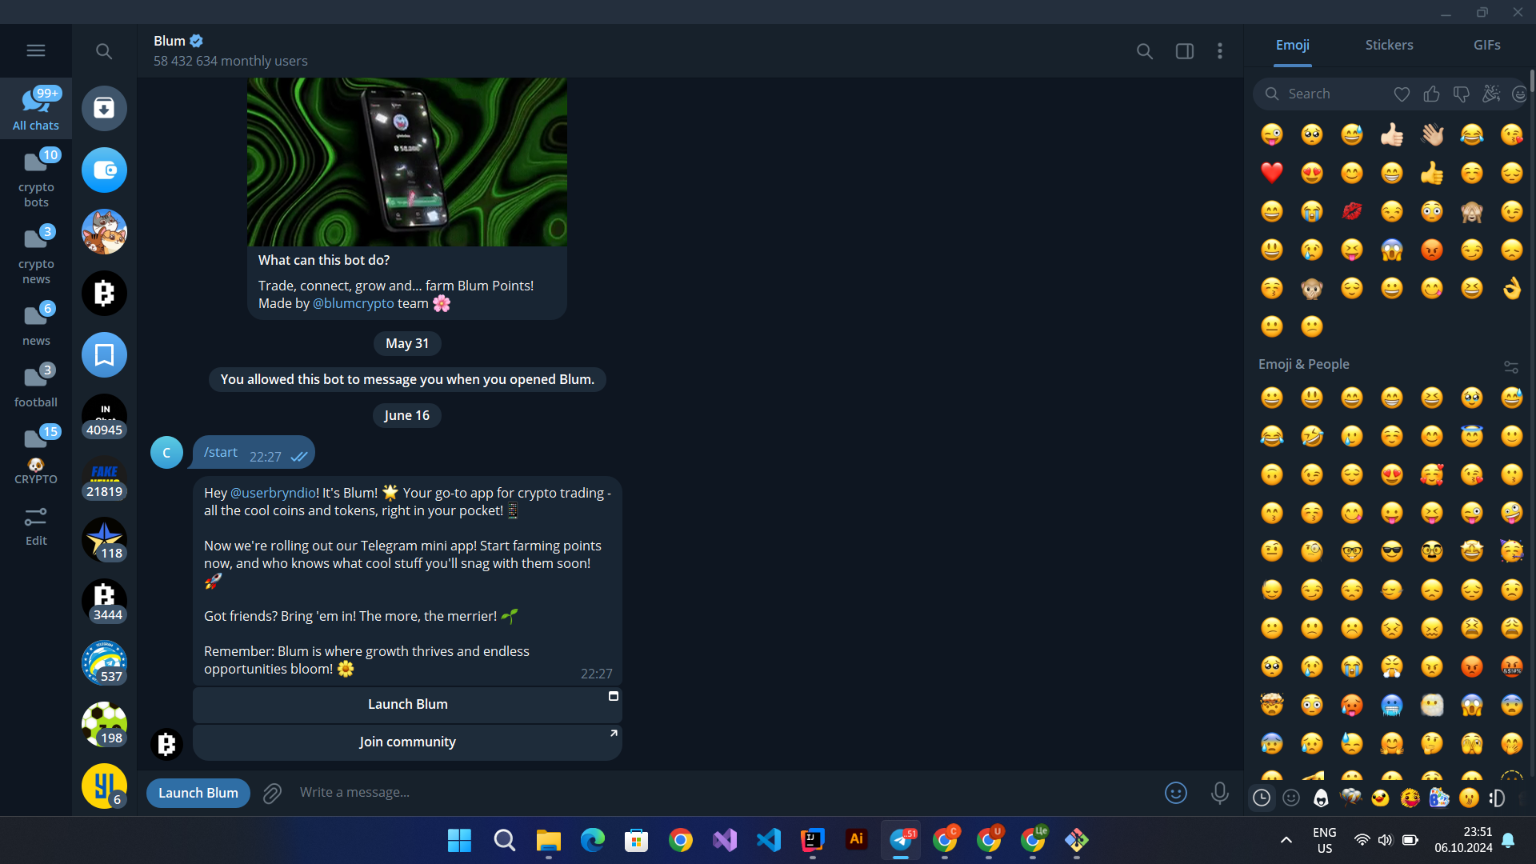 Blum
58 432 634 monthly users
99+
All chats
10
crypto
bots
3
crypto
news
6
news
3
football
15
CRYPTO
Edit
IN
40945
FAKE
21819
118
3444
537
198
6
What can this bot do?
Trade, connect, grow and... farm Blum Points!
Made by @blumcrypto team 🌸
May 31
You allowed this bot to message you when you opened Blum.
June 16
C
/start 22:27
Hey @userbryndio! It's Blum! 🌟 Your go-to app for crypto trading -
all the cool coins and tokens, right in your pocket! 📱
Now we're rolling out our Telegram mini app! Start farming points
now, and who knows what cool stuff you'll snag with them soon!
🚀
Got friends? Bring 'em in! The more, the merrier! 🌱
Remember: Blum is where growth thrives and endless
opportunities bloom! 🌼
22:27
Launch Blum
Join community
Launch Blum
Write a message...
Emoji
Stickers
GIFs
Search
Emoji & People
IJ
Ai
51
C
U
Це
ENG
US
23:51
06.10.2024